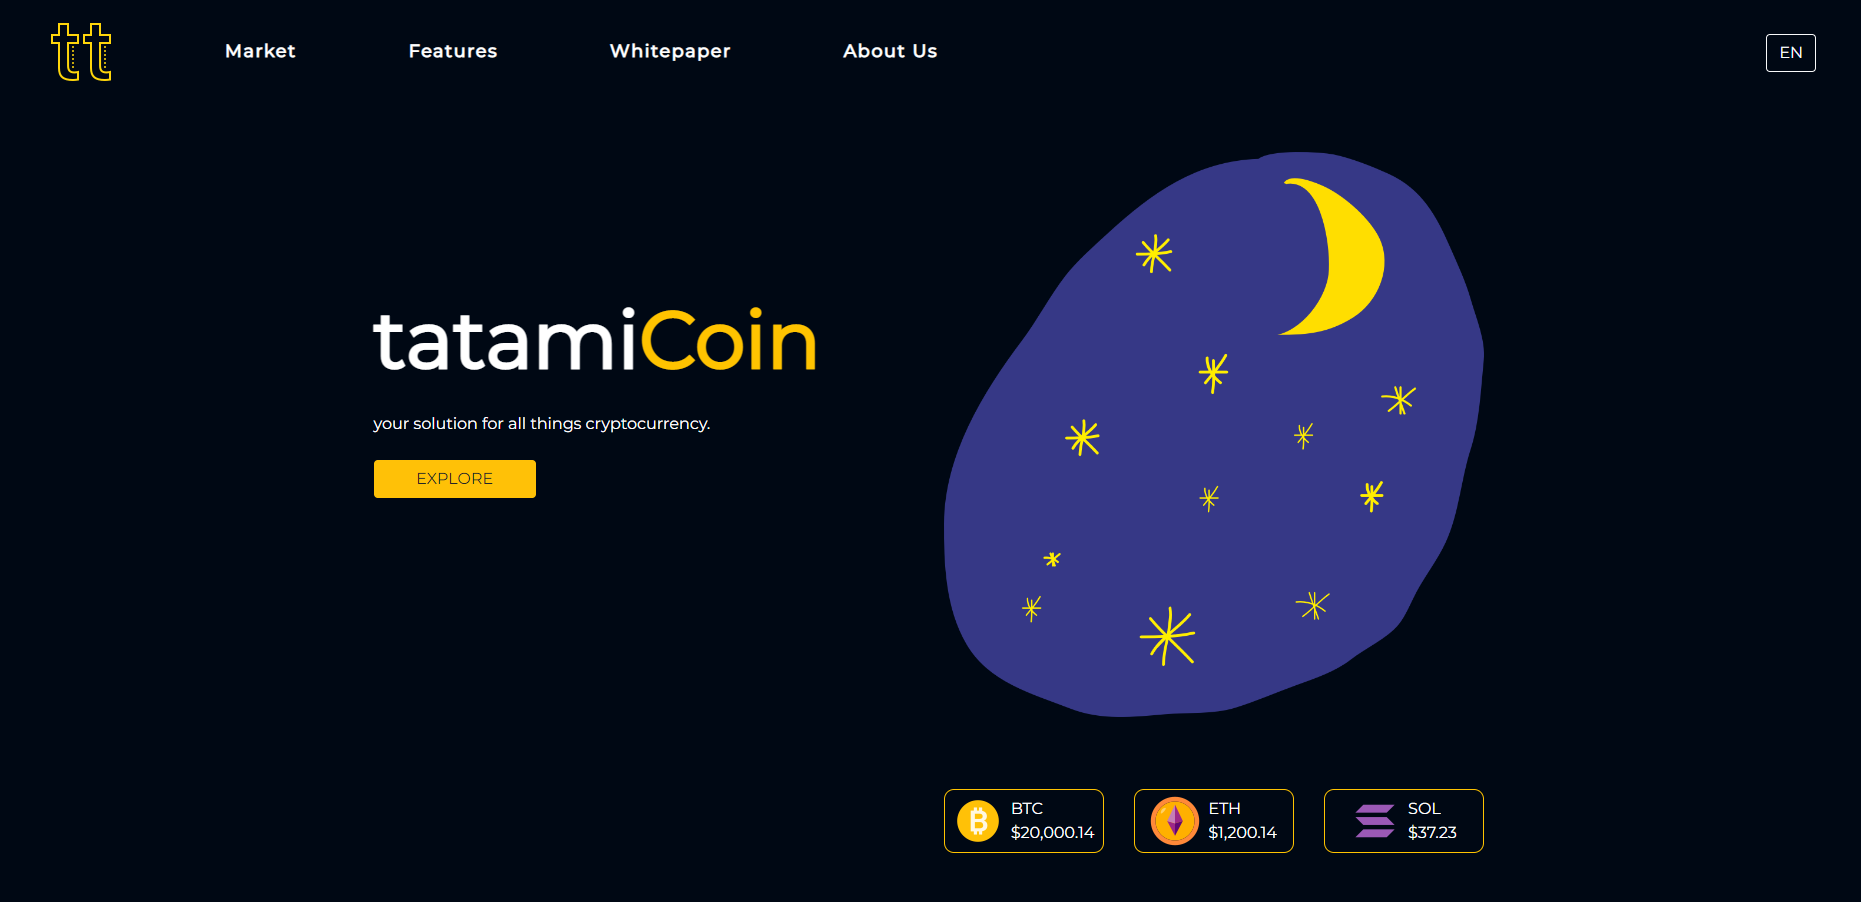 tt
Market
Features
Whitepaper
About Us
EN
tatamiCoin
your solution for all things cryptocurrency.
EXPLORE
BTC
$20,000.14
ETH
$1,200.14
SOL
$37.23